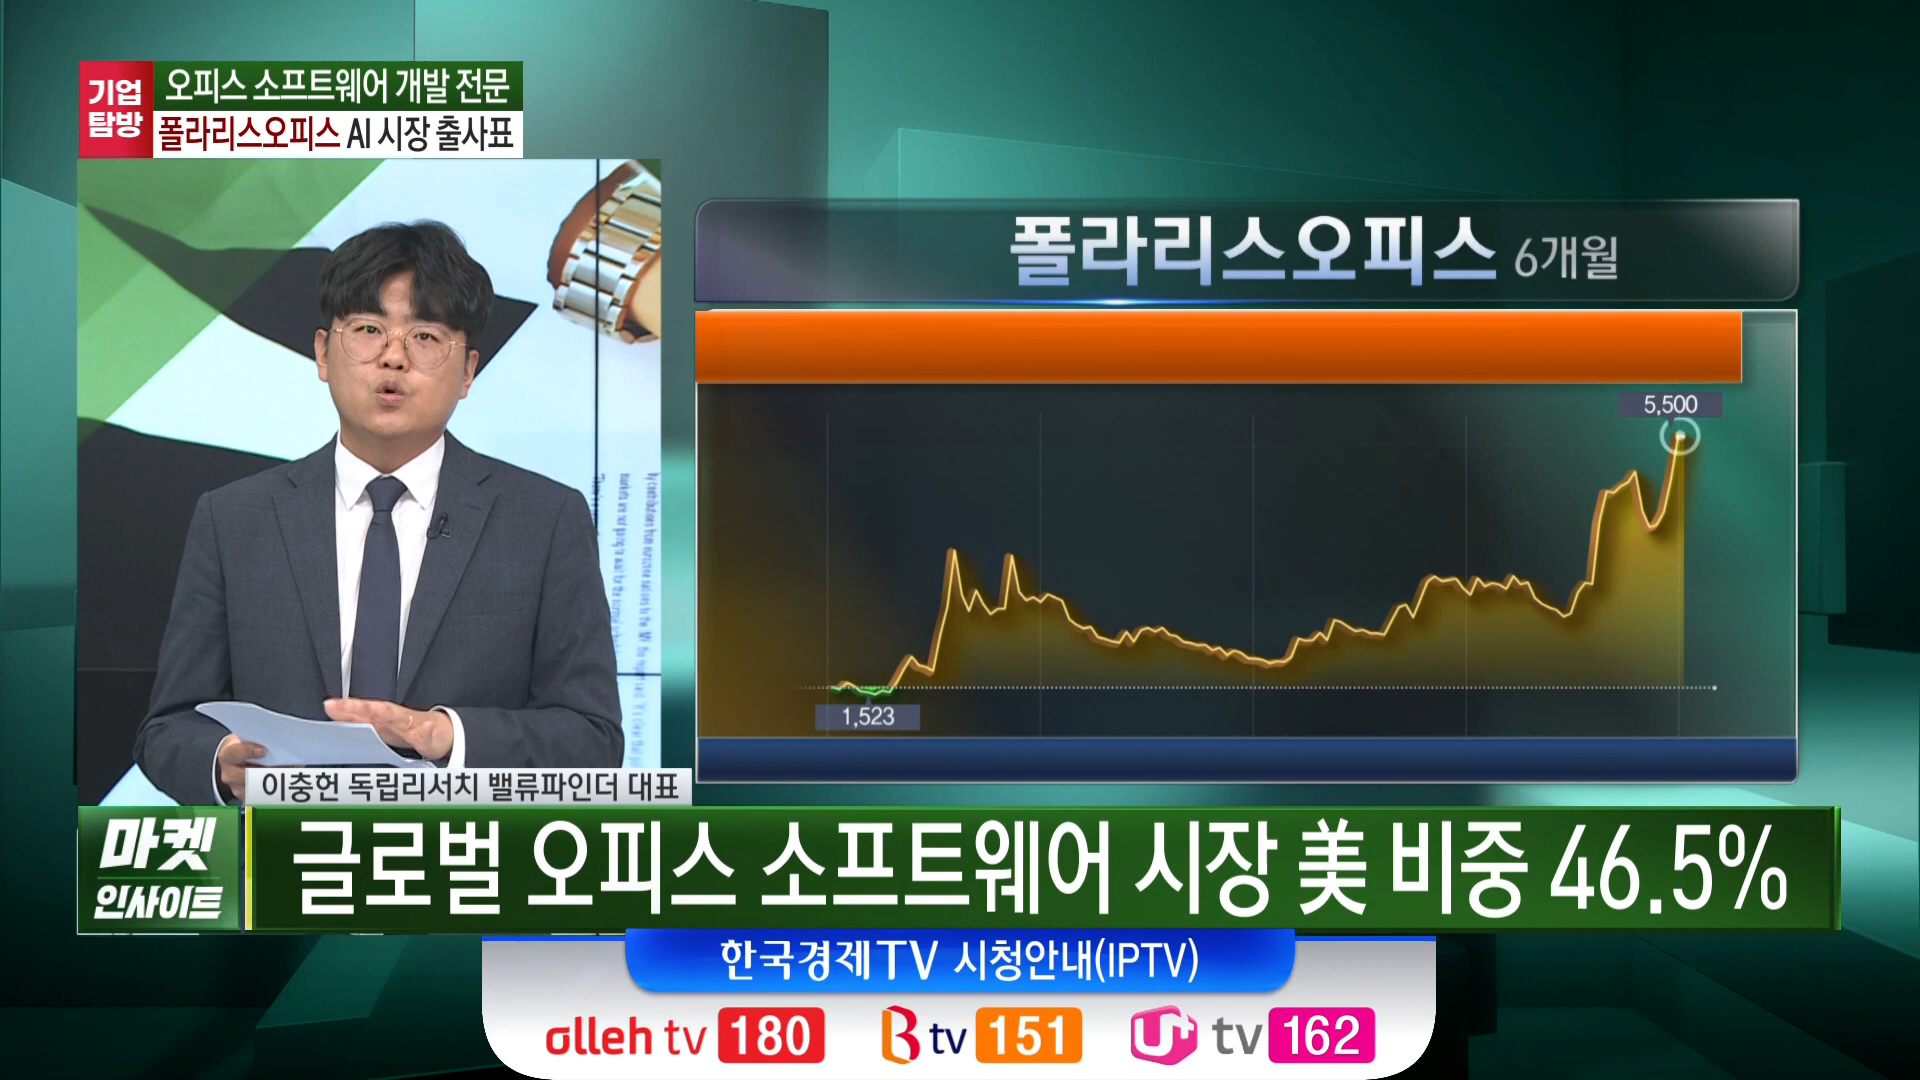 기업
탐방
오피스 소프트웨어 개발 전문
폴라리스오피스 AI 시장 출사표
폴라리스오피스 6개월
5,500
1,523
이충헌 독립리서치 밸류파인더 대표
마켓
인사이트
글로벌 오피스 소프트웨어 시장 美 비중 46.5%
한국경제TV 시청안내(IPTV)
olleh tv 180
B tv 151
U+ tv 162